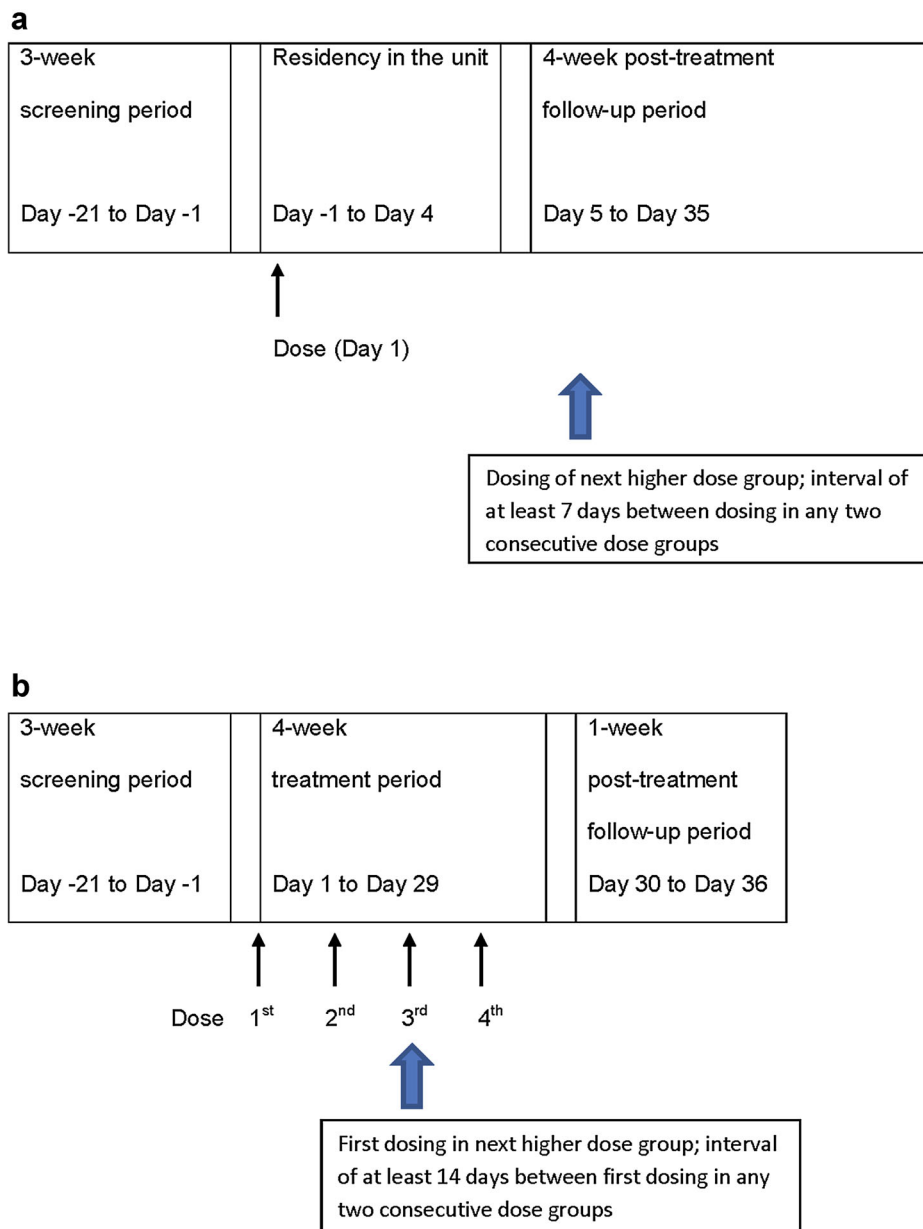 a
3-week
screening period
Day -21 to Day -1
Residency in the unit
Day -1 to Day 4
4-week post-treatment
follow-up period
Day 5 to Day 35
Dose (Day 1)
Dosing of next higher dose group; interval of
at least 7 days between dosing in any two
consecutive dose groups
b
3-week
screening period
Day -21 to Day -1
4-week
treatment period
Day 1 to Day 29
1-week
post-treatment
follow-up period
Day 30 to Day 36
Dose 1st 2nd 3rd 4th
First dosing in next higher dose group; interval
of at least 14 days between first dosing in any
two consecutive dose groups